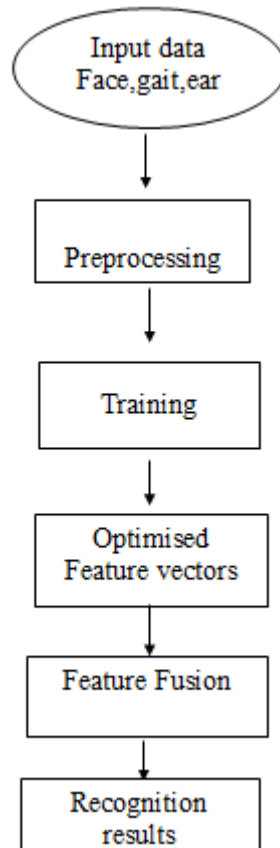 Input data
Face,gait,ear
Preprocessing
Training
Optimised
Feature vectors
Feature Fusion
Recognition
results